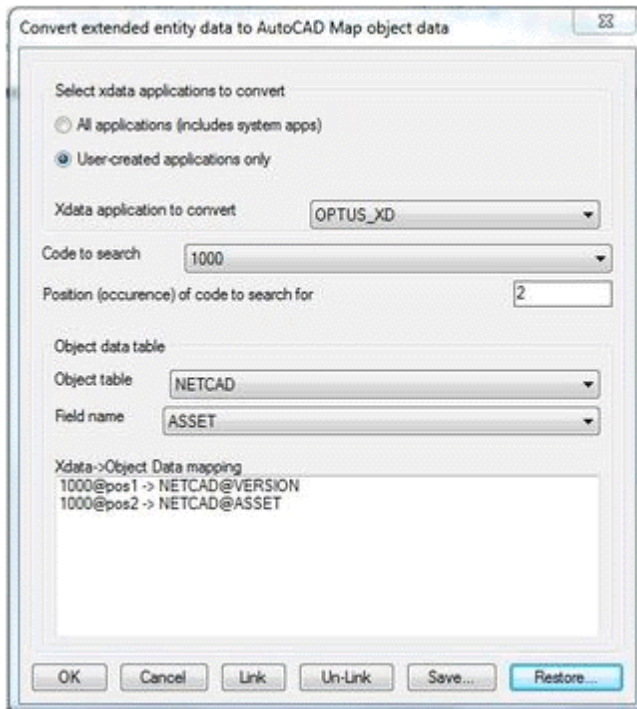 Convert extended entity data to AutoCAD Map object data
Select xdata applications to convert
All applications (includes system apps)
User-created applications only
Xdata application to convert OPTUS_XD
Code to search 1000
Position (occurence) of code to search for 2
Object data table
Object table NETCAD
Field name ASSET
Xdata->Object Data mapping
1000@pos1 -> NETCAD@VERSION
1000@pos2 -> NETCAD@ASSET
OK Cancel Link Un-Link Save... Restore...